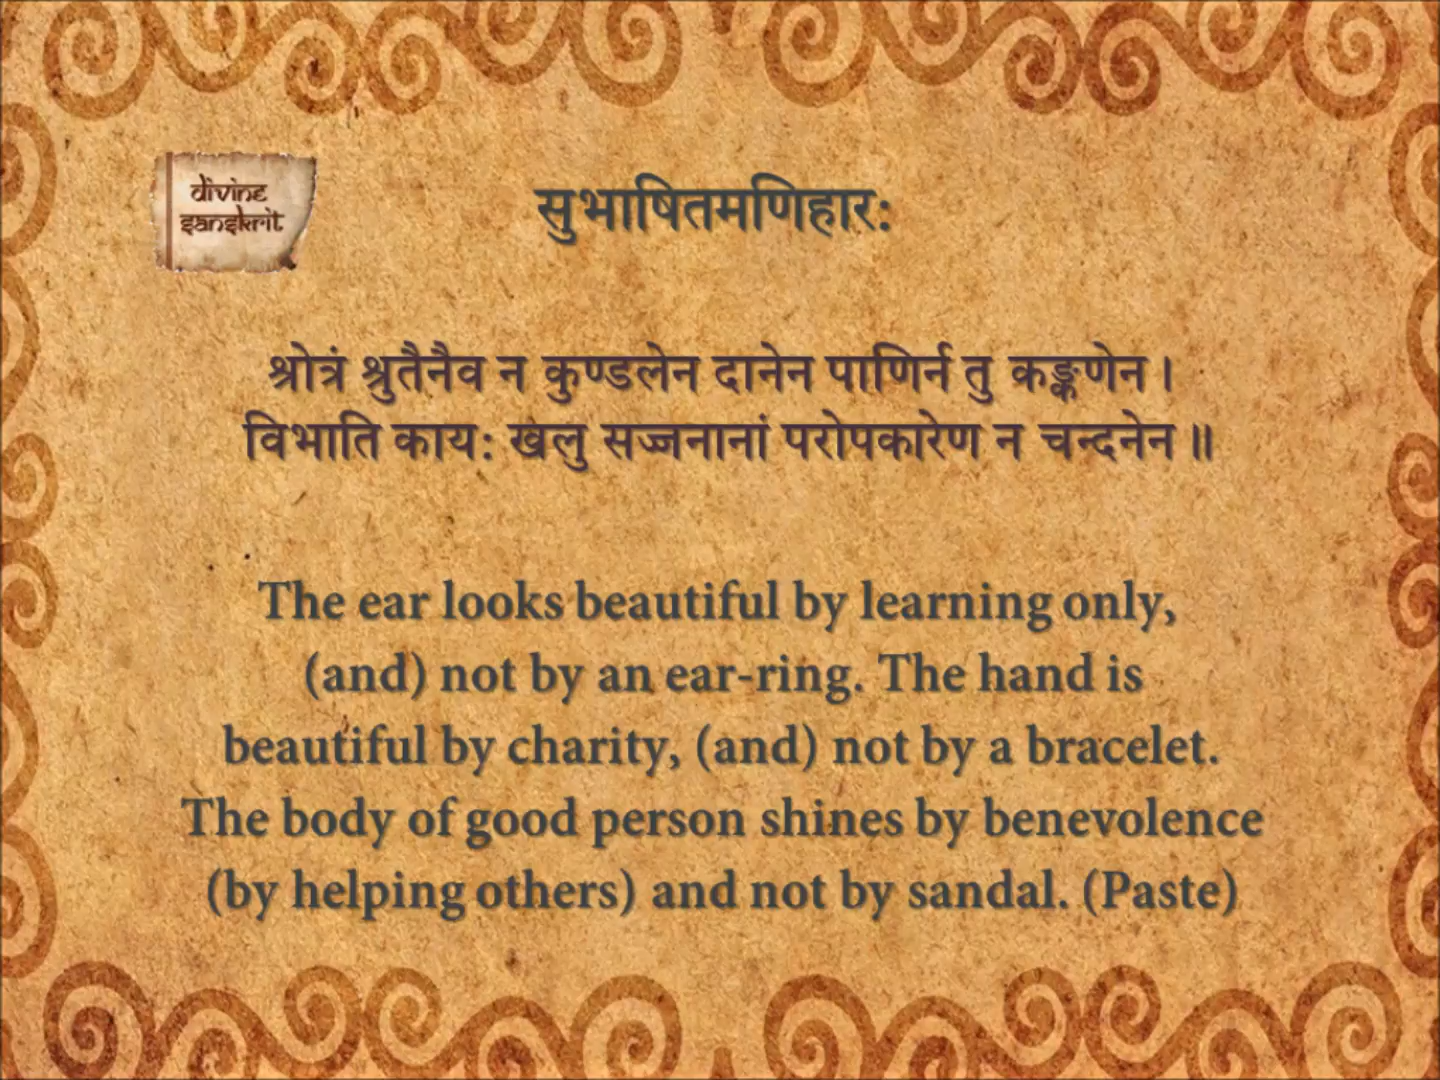 divine
sanskrit
सुभाषितमणिहार:
श्रोत्रं श्रुतैनैव न कुण्डलेन दानेन पाणिर्न तु कङ्कणेन ।
विभाति काय: खलु सज्जनानां परोपकारेण न चन्दनेन ॥
The ear looks beautiful by learning only,
(and) not by an ear-ring. The hand is
beautiful by charity, (and) not by a bracelet.
The body of good person shines by benevolence
(by helping others) and not by sandal. (Paste)